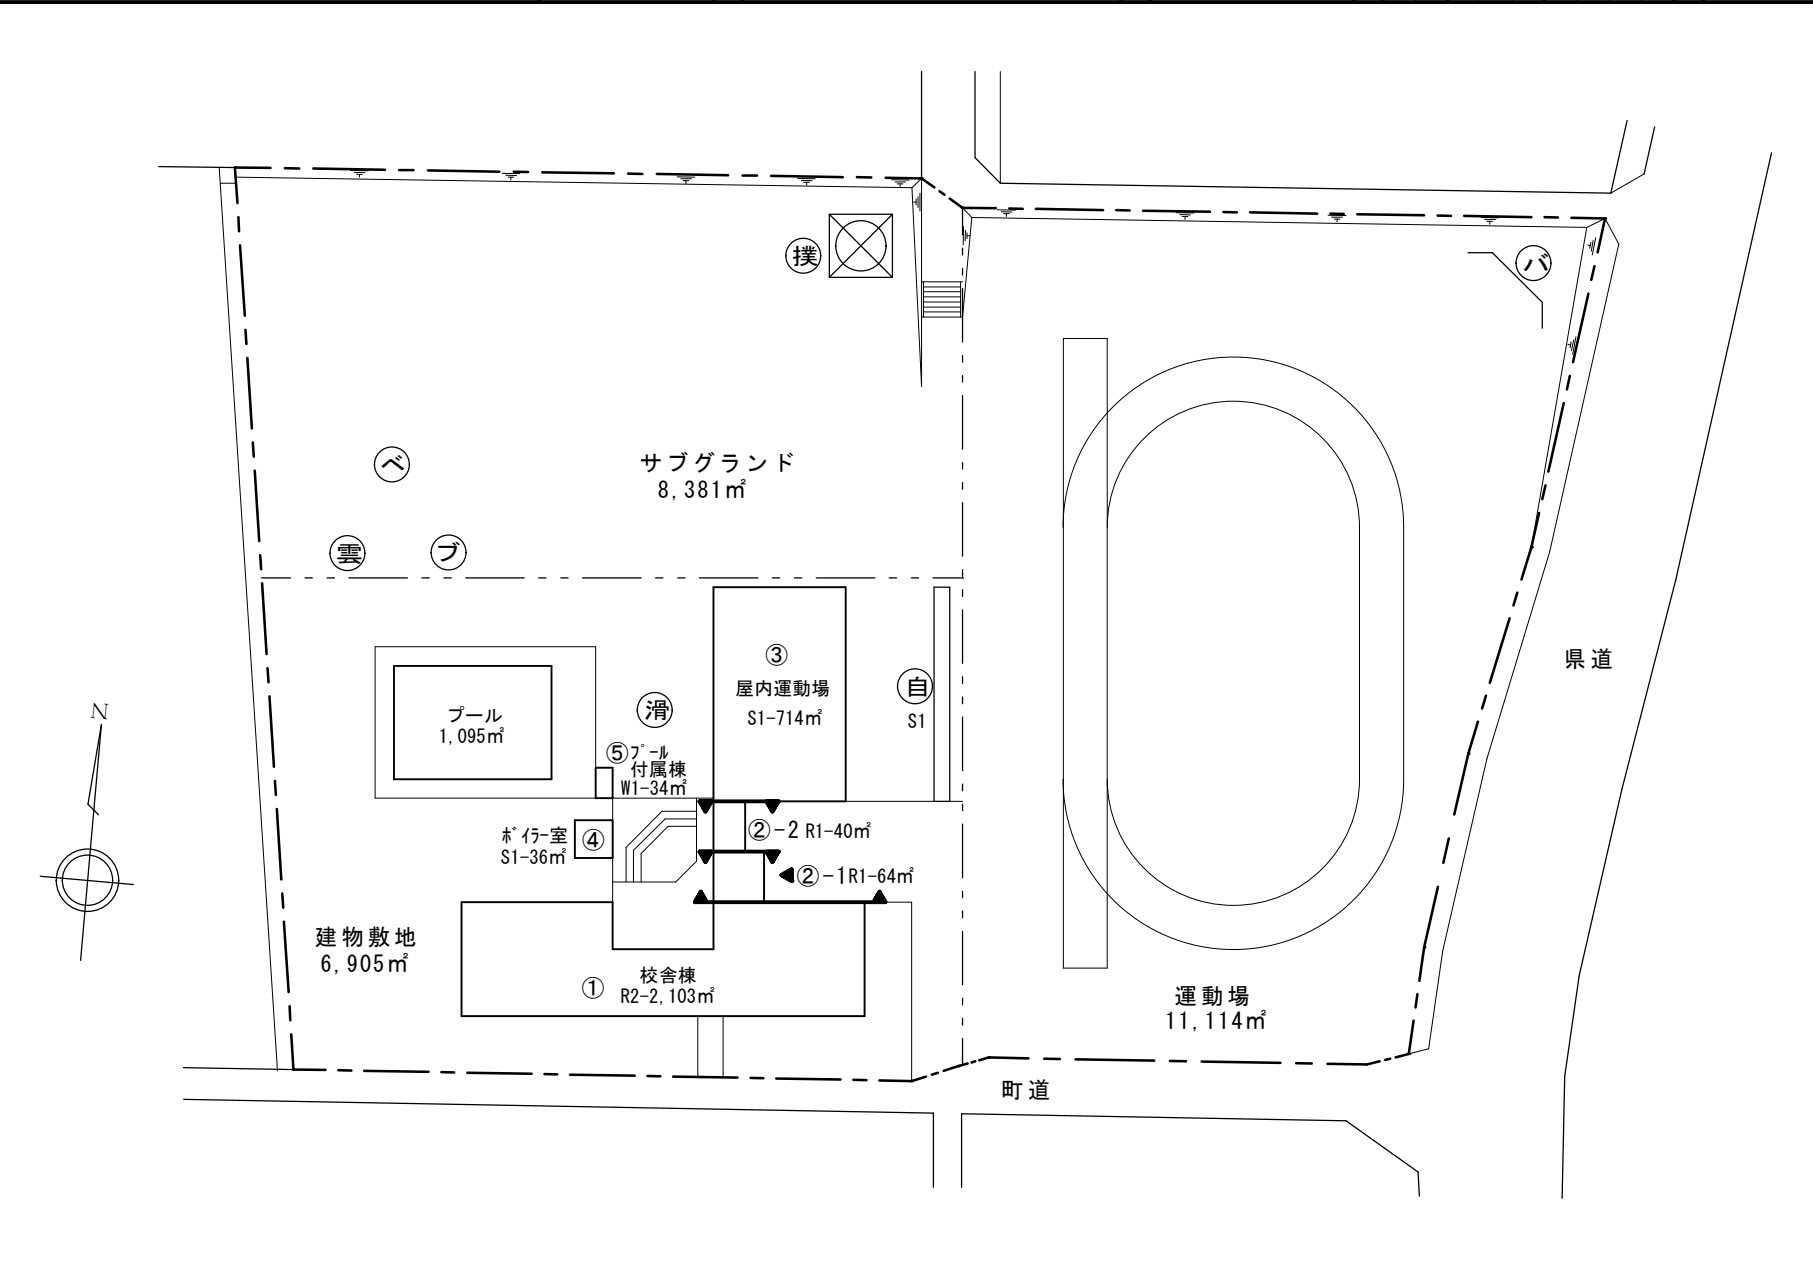 撲
バ
ベ
サブグランド
8,381㎡
雲
ブ
県道
③
屋内運動場
S1-714㎡
自
S1
滑
プール
1,095㎡
N
⑤ﾌﾟｰﾙ
付属棟
W1-34㎡
ﾎﾞｲﾗｰ室
S1-36㎡
④
②-2 R1-40㎡
②-1 R1-64㎡
建物敷地
6,905㎡
①
校舎棟
R2-2,103㎡
運動場
11,114㎡
町道